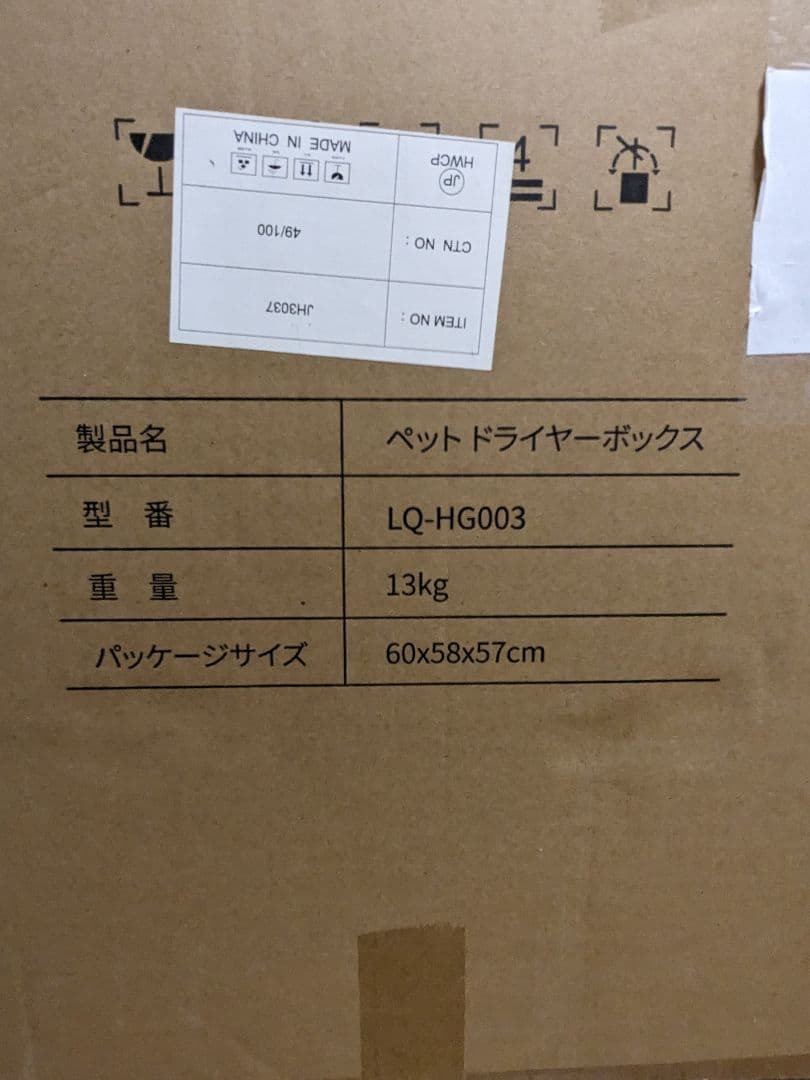 ITEM NO : JH3037
CTN NO : 49/100
JP
HWCP
MADE IN CHINA
4
製品名 ペット ドライヤーボックス
型 番 LQ-HG003
重 量 13kg
パッケージサイズ 60x58x57cm